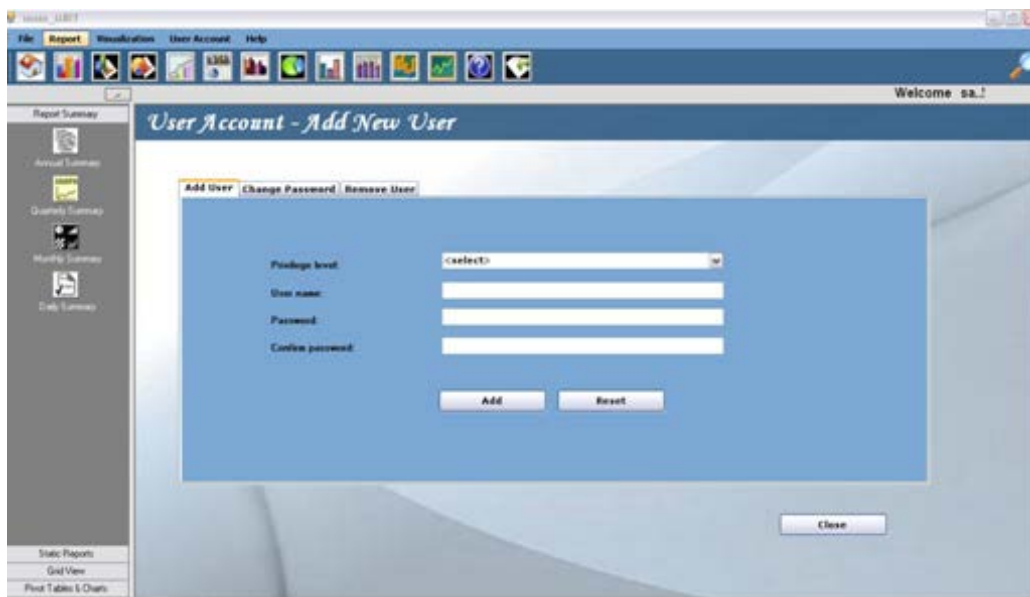 File Report Visualization User Account Help
Welcome sa..!
Report Summary
User Account - Add New User
Annual Summary
Quarterly Summary
Monthly Summary
Daily Summary
Add User Change Password Remove User
Privilege level:
<select>
User name:
Password:
Confirm password:
Add Reset
Close
Static Reports
Grid View
Pivot Tables & Charts